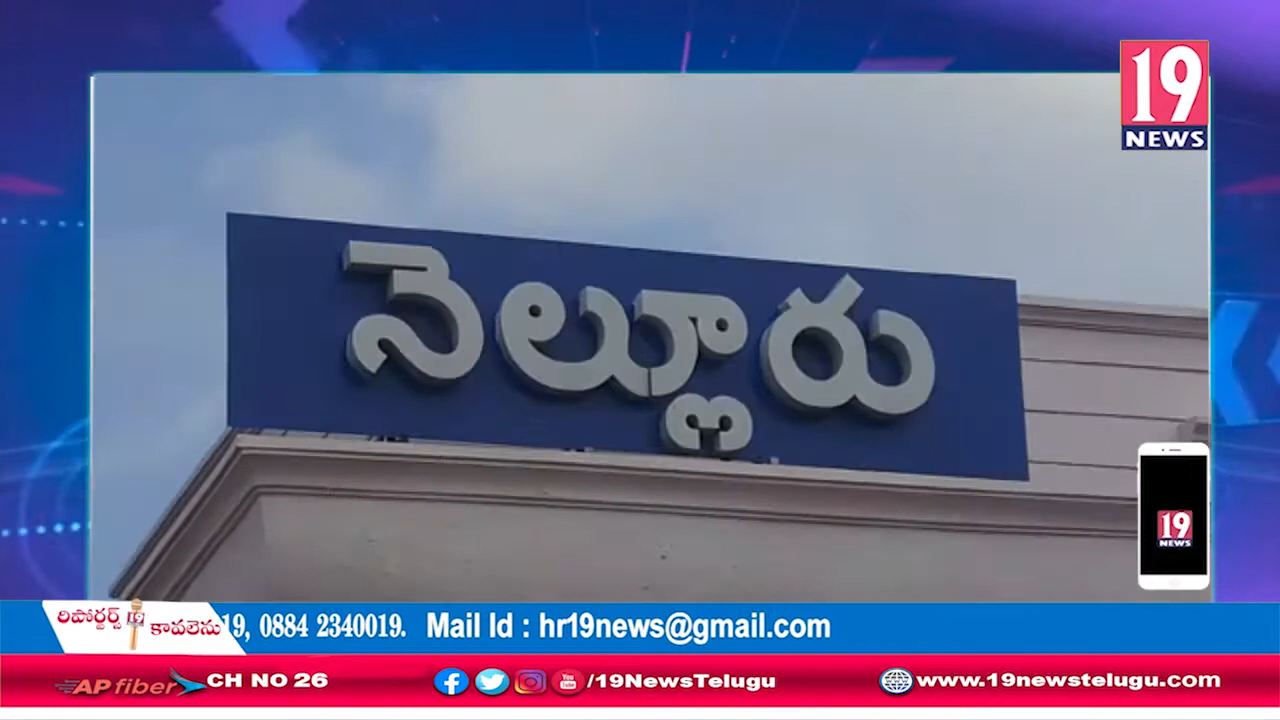 19
NEWS
నెల్లూరు
19
NEWS
రిపోర్టర్స్ 19 కావలెను
19, 0884 2340019. Mail Id : hr19news@gmail.com
AP fiber CH NO 26 /19NewsTelugu www.19newstelugu.com